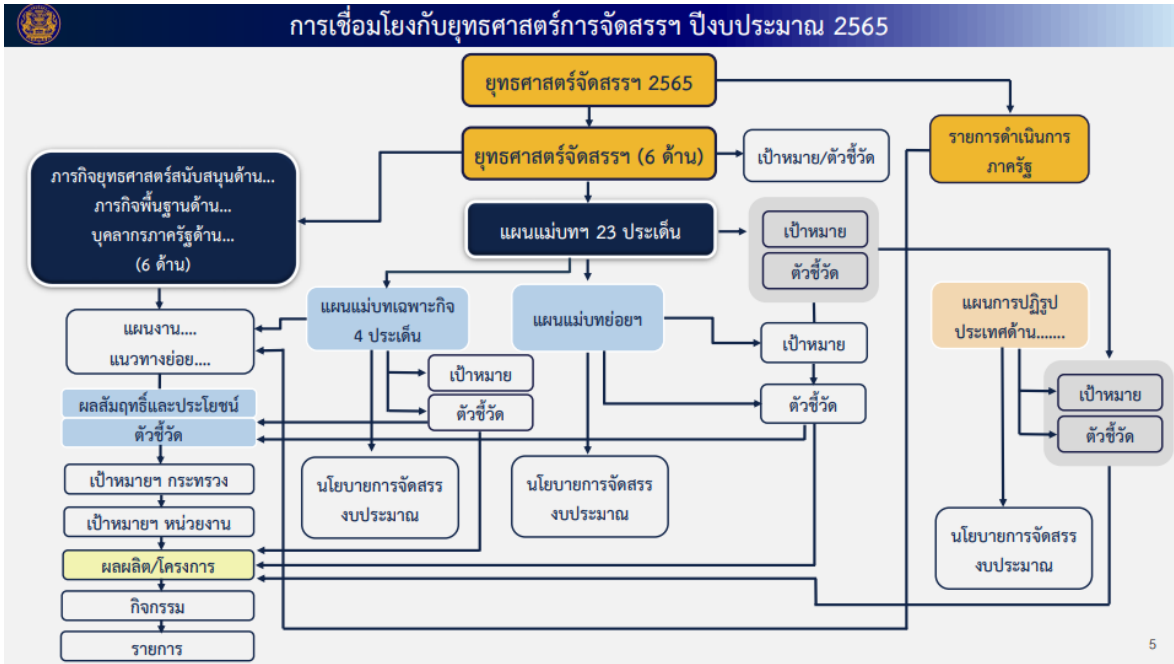 การเชื่อมโยงกับยุทธศาสตร์การจัดสรรฯ ปีงบประมาณ 2565
ยุทธศาสตร์จัดสรรฯ 2565
ยุทธศาสตร์จัดสรรฯ (6 ด้าน)
เป้าหมาย/ตัวชี้วัด
รายการดำเนินการ
ภาครัฐ
ภารกิจยุทธศาสตร์สนับสนุนด้าน...
ภารกิจพื้นฐานด้าน...
บุคลากรภาครัฐด้าน...
(6 ด้าน)
แผนแม่บทฯ 23 ประเด็น
เป้าหมาย
ตัวชี้วัด
แผนงาน....
แนวทางย่อย....
แผนแม่บทเฉพาะกิจ
4 ประเด็น
แผนแม่บทย่อยฯ
เป้าหมาย
ตัวชี้วัด
แผนการปฏิรูป
ประเทศด้าน.......
เป้าหมาย
ตัวชี้วัด
เป้าหมาย
ตัวชี้วัด
ผลสัมฤทธิ์และประโยชน์
ตัวชี้วัด
เป้าหมายฯ กระทรวง
เป้าหมายฯ หน่วยงาน
ผลผลิต/โครงการ
กิจกรรม
รายการ
นโยบายการจัดสรร
งบประมาณ
นโยบายการจัดสรร
งบประมาณ
นโยบายการจัดสรร
งบประมาณ
5